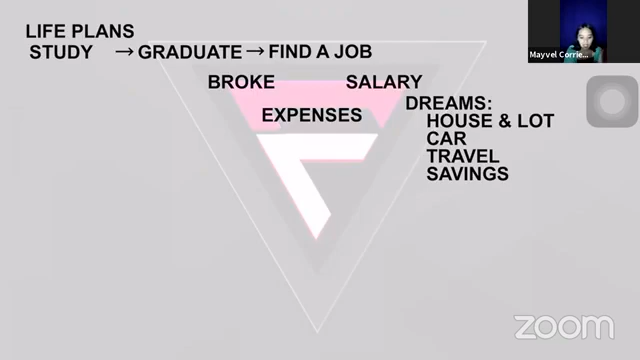 LIFE PLANS
STUDY → GRADUATE → FIND A JOB
BROKE SALARY
EXPENSES
DREAMS:
HOUSE & LOT
CAR
TRAVEL
SAVINGS
Mayvel Corrie...
zoom